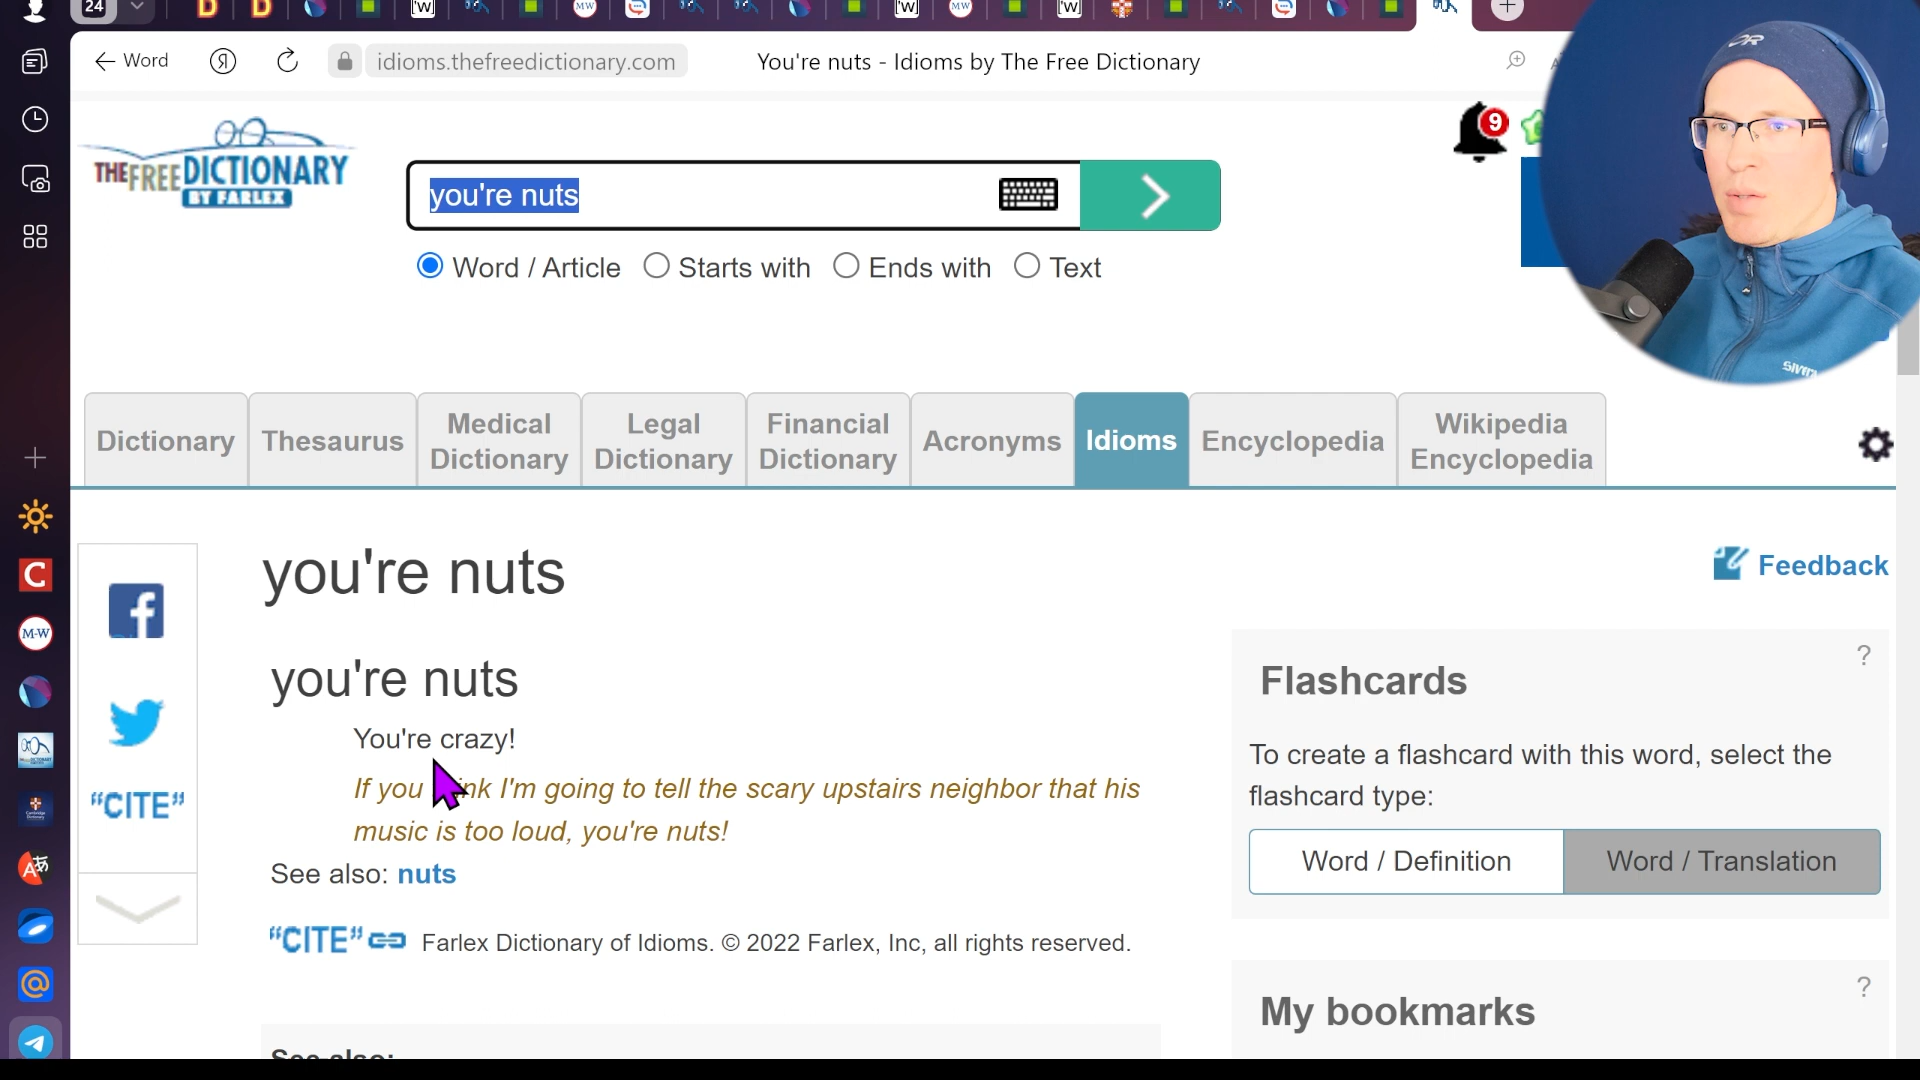 24
Word
idioms.thefreedictionary.com
You're nuts - Idioms by The Free Dictionary
9
THE FREE DICTIONARY
BY FARLEX
you're nuts
Word / Article
Starts with
Ends with
Text
Dictionary
Thesaurus
Medical
Dictionary
Legal
Dictionary
Financial
Dictionary
Acronyms
Idioms
Encyclopedia
Wikipedia
Encyclopedia
you're nuts
Feedback
you're nuts
You're crazy!
If you think I'm going to tell the scary upstairs neighbor that his
music is too loud, you're nuts!
See also: nuts
"CITE" Farlex Dictionary of Idioms. © 2022 Farlex, Inc, all rights reserved.
"CITE"
Flashcards
?
To create a flashcard with this word, select the
flashcard type:
Word / Definition
Word / Translation
My bookmarks
?
See also:
C
M-W